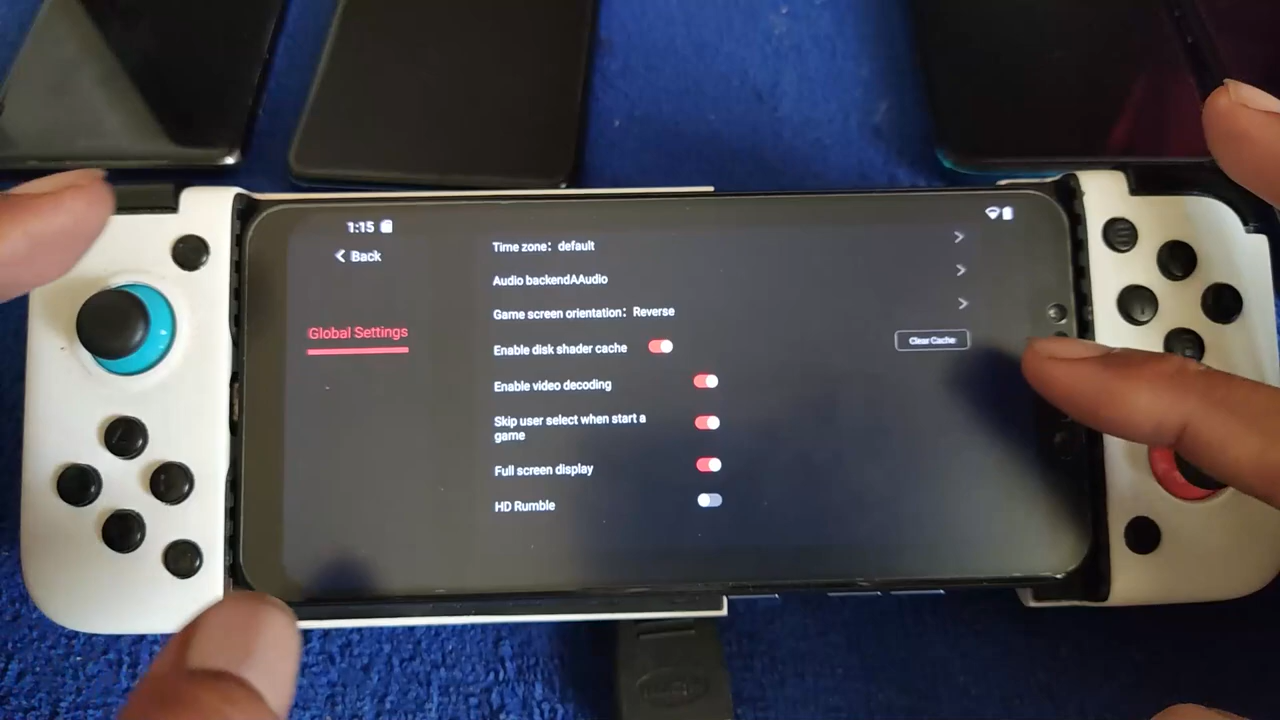 1:15
Back
Time zone: default
Audio backendAAudio
Global Settings
Game screen orientation: Reverse
Enable disk shader cache
Clear Cache
Enable video decoding
Skip user select when start a
game
Full screen display
HD Rumble